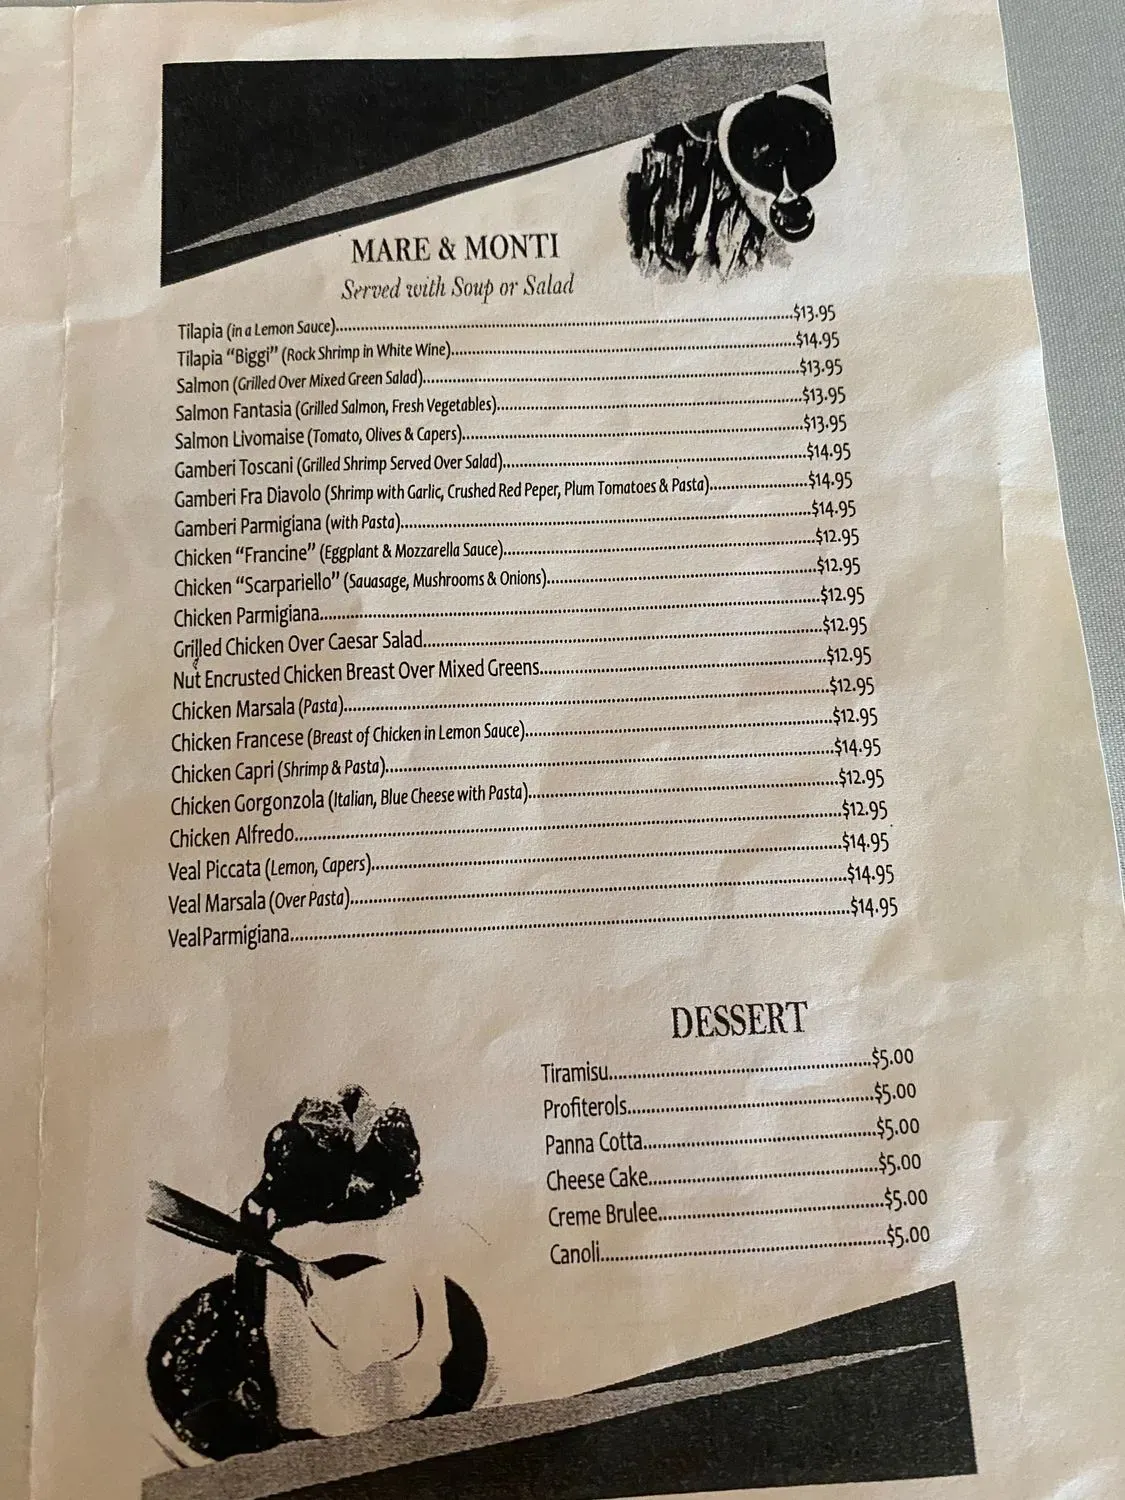 MARE & MONTI
Served with Soup or Salad
Tilapia (in a Lemon Sauce)....................$13.95
Tilapia “Biggi” (Rock Shrimp in White Wine)....................$14.95
Salmon (Grilled Over Mixed Green Salad)....................$13.95
Salmon Fantasia (Grilled Salmon, Fresh Vegetables)....................$13.95
Salmon Livomaise (Tomato, Olives & Capers)....................$13.95
Gamberi Toscani (Grilled Shrimp Served Over Salad)....................$14.95
Gamberi Fra Diavolo (Shrimp with Garlic, Crushed Red Peper, Plum Tomatoes & Pasta)....................$14.95
Gamberi Parmigiana (with Pasta)....................$14.95
Chicken “Francine” (Eggplant & Mozzarella Sauce)....................$12.95
Chicken “Scarpariello” (Sauasage, Mushrooms & Onions)....................$12.95
Chicken Parmigiana....................$12.95
Grilled Chicken Over Caesar Salad....................$12.95
Nut Encrusted Chicken Breast Over Mixed Greens....................$12.95
Chicken Marsala (Pasta)....................$12.95
Chicken Francese (Breast of Chicken in Lemon Sauce)....................$12.95
Chicken Capri (Shrimp & Pasta)....................$14.95
Chicken Gorgonzola (Italian, Blue Cheese with Pasta)....................$12.95
Chicken Alfredo....................$12.95
Veal Piccata (Lemon, Capers)....................$14.95
Veal Marsala (Over Pasta)....................$14.95
Veal Parmigiana....................$14.95
DESSERT
Tiramisu....................$5.00
Profiterols....................$5.00
Panna Cotta....................$5.00
Cheese Cake....................$5.00
Creme Brulee....................$5.00
Canoli....................$5.00